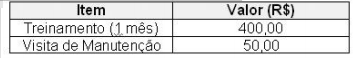 Item Valor (R$)
Treinamento (1 mês) 400,00
Visita de Manutenção 50,00